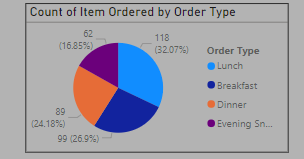 Count of Item Ordered by Order Type
62
(16.85%)
118
(32.07%)
89
(24.18%)
99 (26.9%)
Order Type
Lunch
Breakfast
Dinner
Evening Sn...